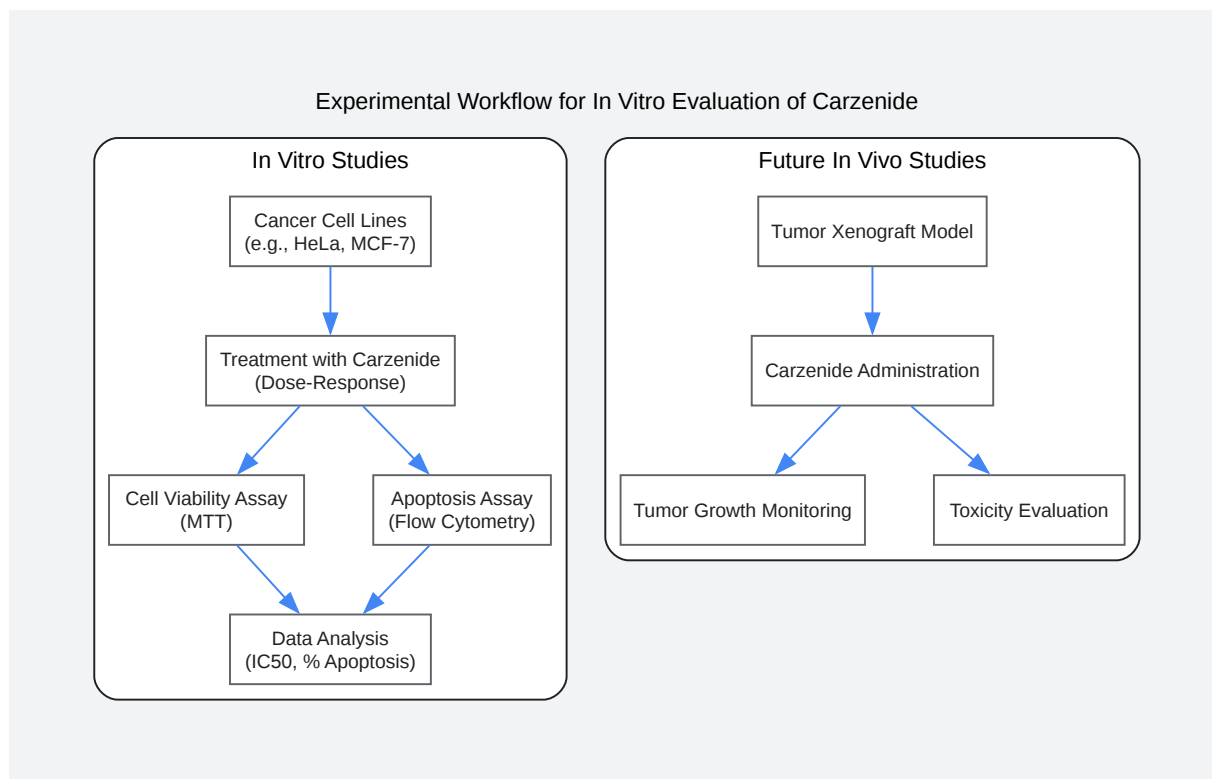 Experimental Workflow for In Vitro Evaluation of Carzenide
In Vitro Studies
Cancer Cell Lines
(e.g., HeLa, MCF-7)
Treatment with Carzenide
(Dose-Response)
Cell Viability Assay
(MTT)
Apoptosis Assay
(Flow Cytometry)
Data Analysis
(IC50, % Apoptosis)
Future In Vivo Studies
Tumor Xenograft Model
Carzenide Administration
Tumor Growth Monitoring
Toxicity Evaluation